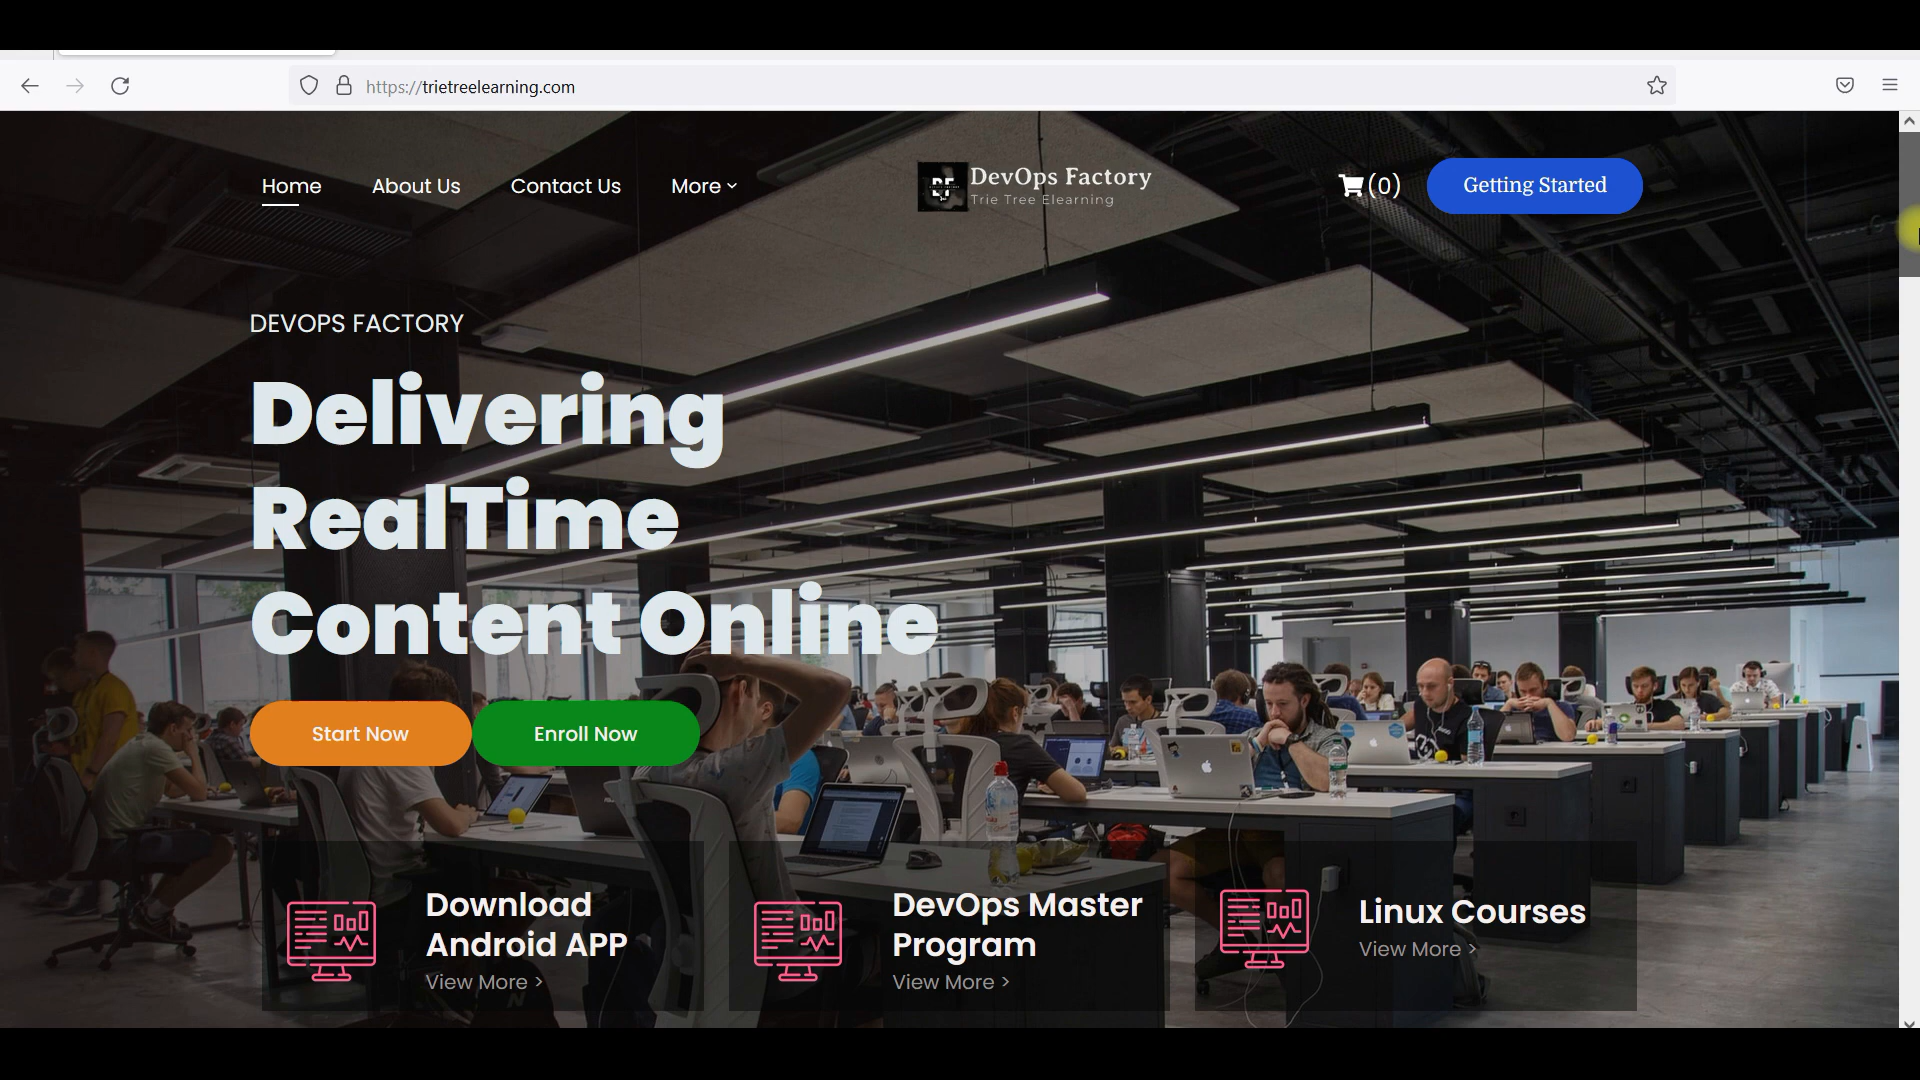 https://trietreelearning.com
Home About Us Contact Us More
DevOps Factory
Trie Tree Elearning
(0)
Getting Started
DEVOPS FACTORY
Delivering
RealTime
Content Online
Start Now
Enroll Now
Download
Android APP
View More >
DevOps Master
Program
View More >
Linux Courses
View More >